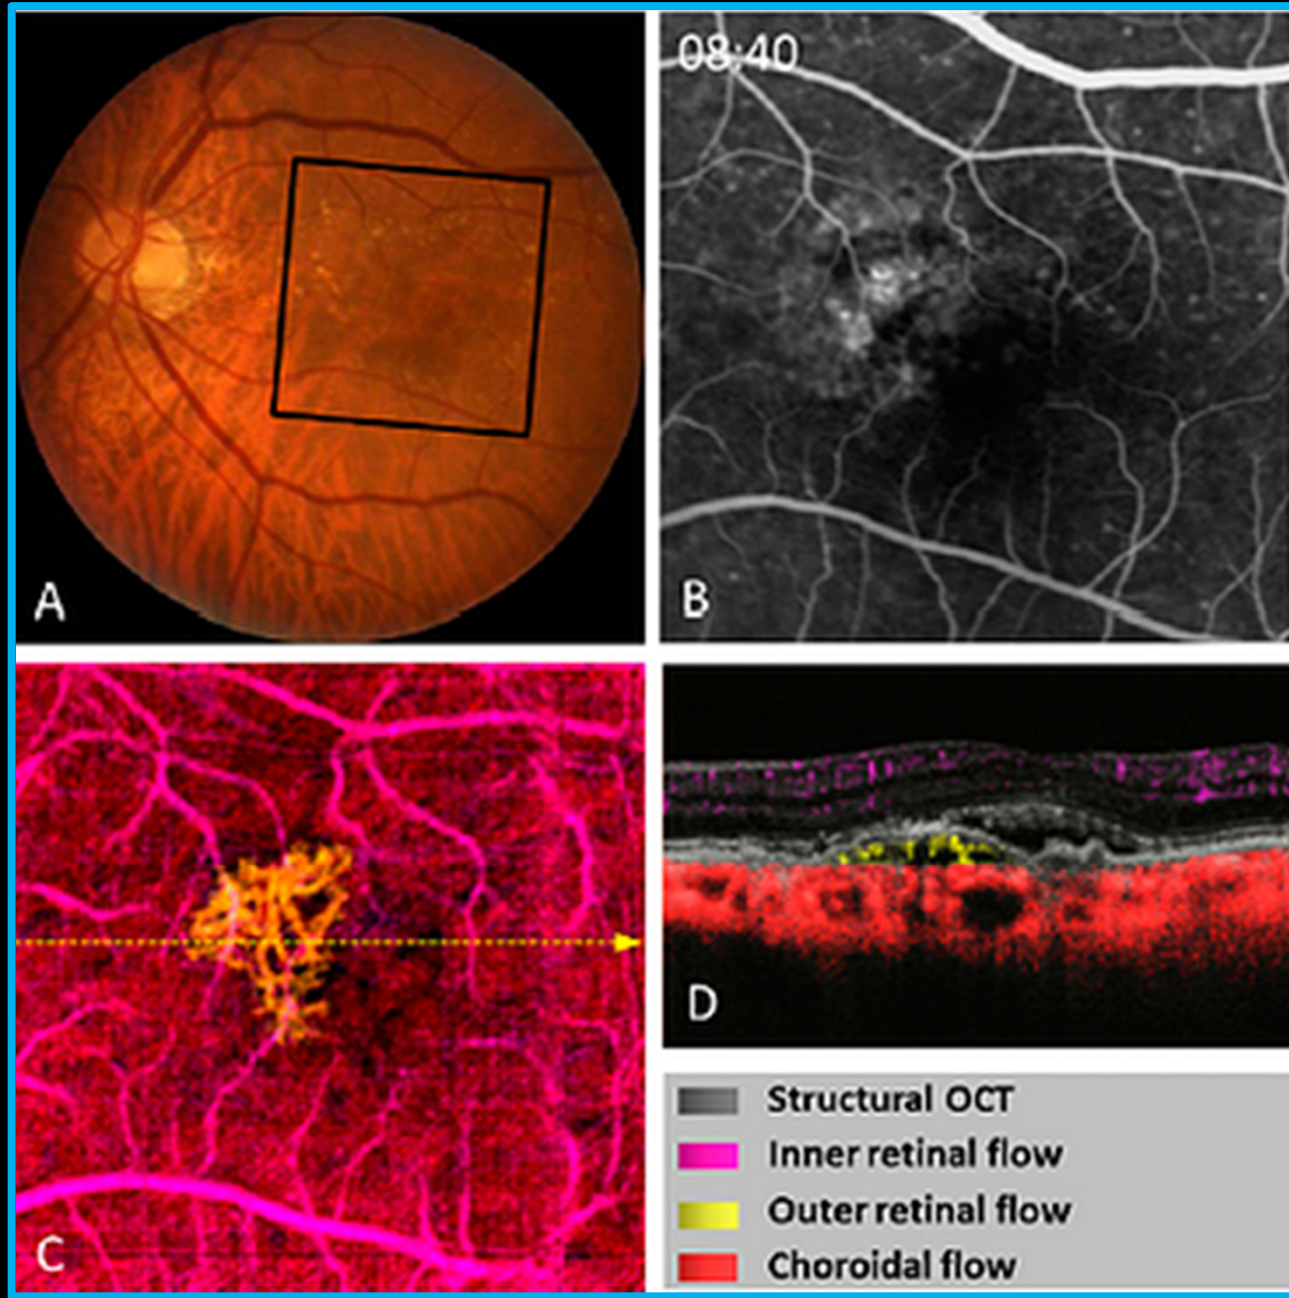 08:40
A
B
C
D
Structural OCT
Inner retinal flow
Outer retinal flow
Choroidal flow